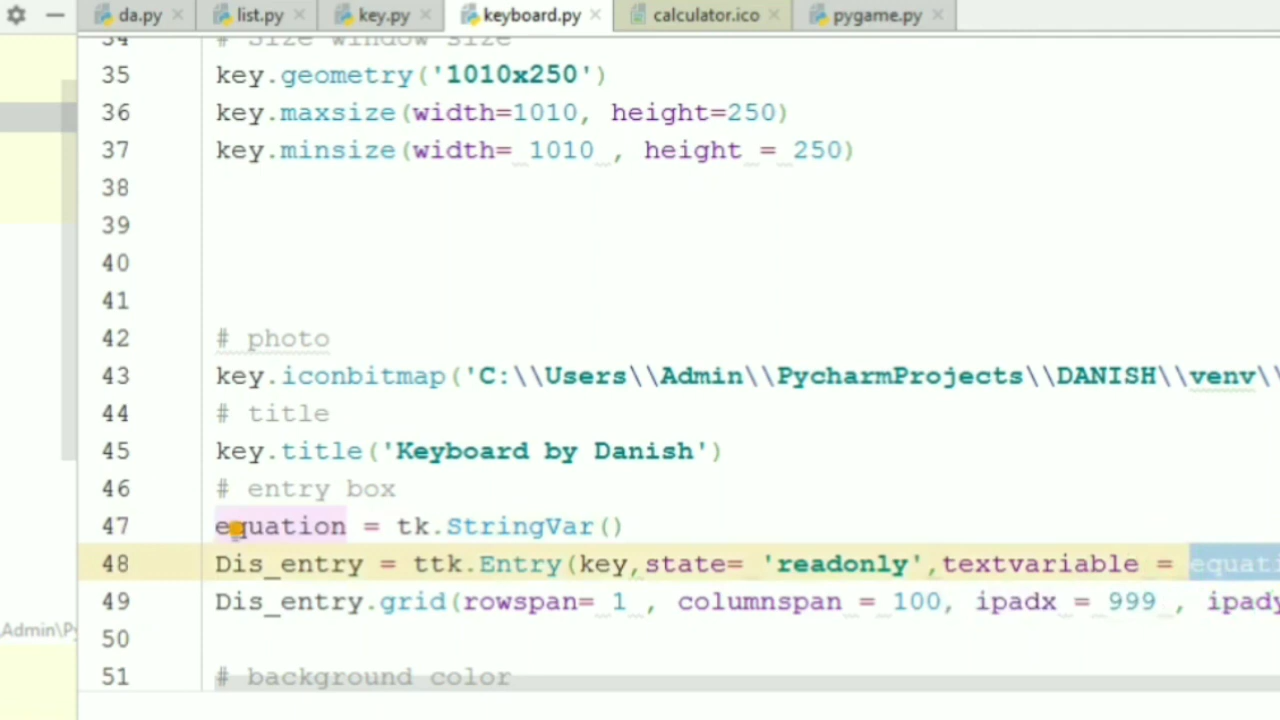 da.py
list.py
key.py
keyboard.py
calculator.ico
pygame.py
34 # Size window size
35 key.geometry('1010x250')
36 key.maxsize(width=1010, height=250)
37 key.minsize(width= 1010 , height = 250)
38
39
40
41
42 # photo
43 key.iconbitmap('C:\\Users\\Admin\\PycharmProjects\\DANISH\\venv\\
44 # title
45 key.title('Keyboard by Danish')
46 # entry box
47 equation = tk.StringVar()
48 Dis_entry = ttk.Entry(key,state= 'readonly',textvariable = equati
49 Dis_entry.grid(rowspan= 1 , columnspan = 100, ipadx = 999 , ipady
Admin\Py
50
51 # background color